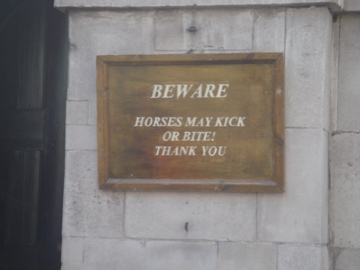 BEWARE
HORSES MAY KICK
OR BITE!
THANK YOU